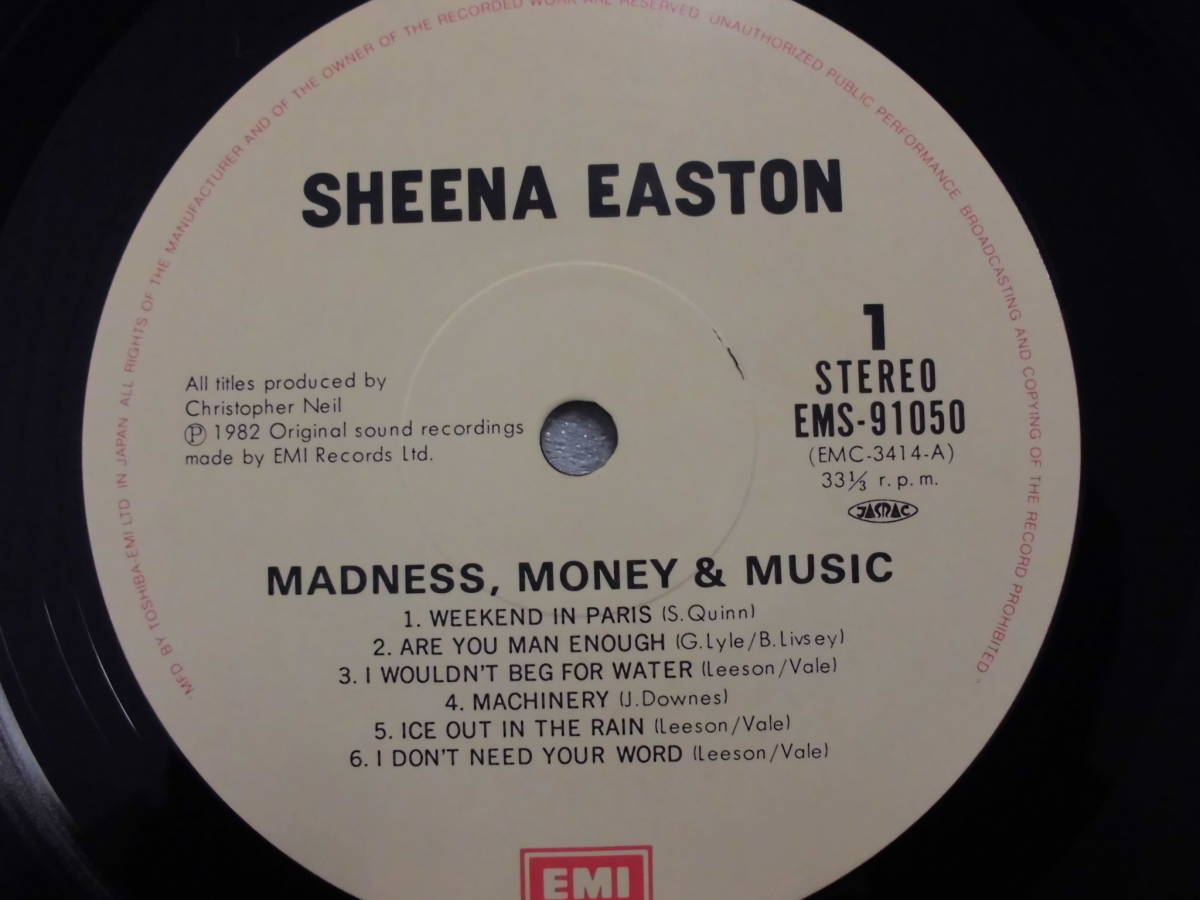 MFD BY TOSHIBA-EMI LTD IN JAPAN ALL RIGHTS OF THE MANUFACTURER AND OF THE OWNER OF THE RECORDED WORK ARE RESERVED UNAUTHORIZED PUBLIC PERFORMANCE BROADCASTING AND COPYING OF THE RECORD PROHIBITED
SHEENA EASTON
1
STEREO
EMS-91050
(EMC-3414-A)
33⅓ r.p.m.
JASRAC
All titles produced by
Christopher Neil
Ⓟ 1982 Original sound recordings
made by EMI Records Ltd.
MADNESS, MONEY & MUSIC
1. WEEKEND IN PARIS (S.Quinn)
2. ARE YOU MAN ENOUGH (G.Lyle/B.Livsey)
3. I WOULDN'T BEG FOR WATER (Leeson/Vale)
4. MACHINERY (J.Downes)
5. ICE OUT IN THE RAIN (Leeson/Vale)
6. I DON'T NEED YOUR WORD (Leeson/Vale)
EMI